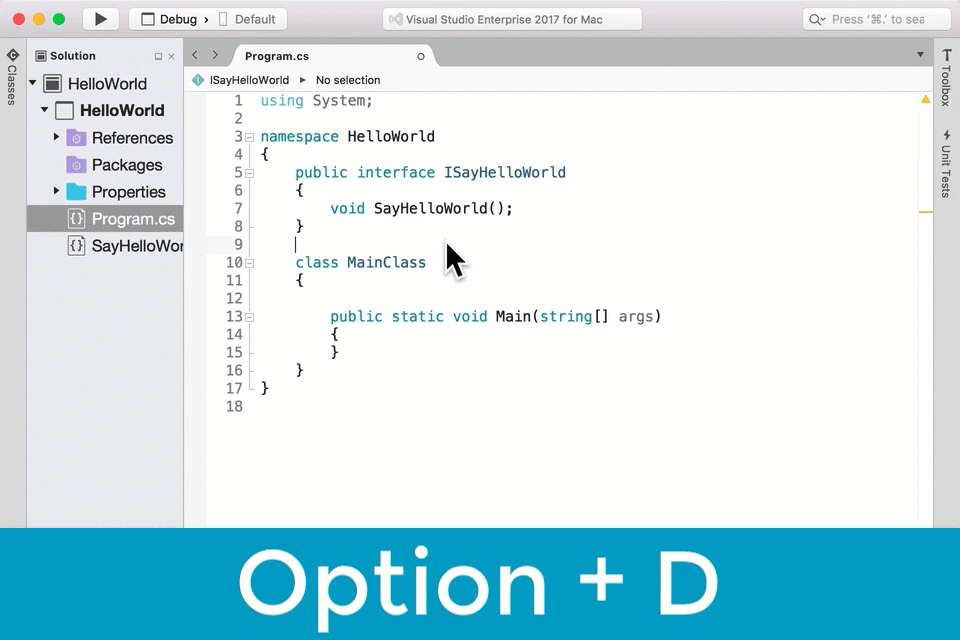 Debug › Default
Visual Studio Enterprise 2017 for Mac
Press ‘⌘.’ to sea
Classes
Solution
HelloWorld
HelloWorld
References
Packages
Properties
{} Program.cs
{} SayHelloWor
Program.cs
ISayHelloWorld ▸ No selection
1 using System;
2
3 namespace HelloWorld
4 {
5 public interface ISayHelloWorld
6 {
7 void SayHelloWorld();
8 }
9
10 class MainClass
11 {
12
13 public static void Main(string[] args)
14 {
15 }
16 }
17 }
18
Toolbox
Unit Tests
Option + D